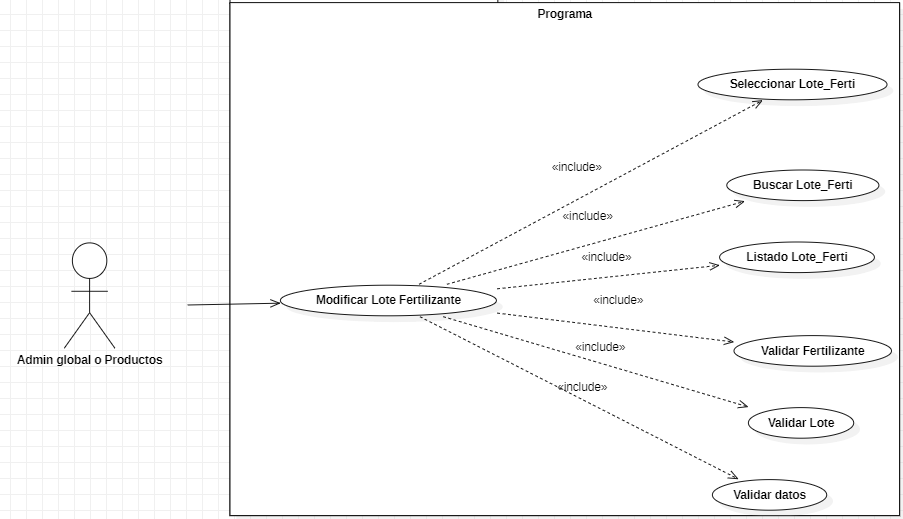 Programa
Seleccionar Lote_Ferti
«include»
Buscar Lote_Ferti
«include»
«include»
Listado Lote_Ferti
Modificar Lote Fertilizante
«include»
«include»
Validar Fertilizante
Admin global o Productos
«include»
Validar Lote
Validar datos